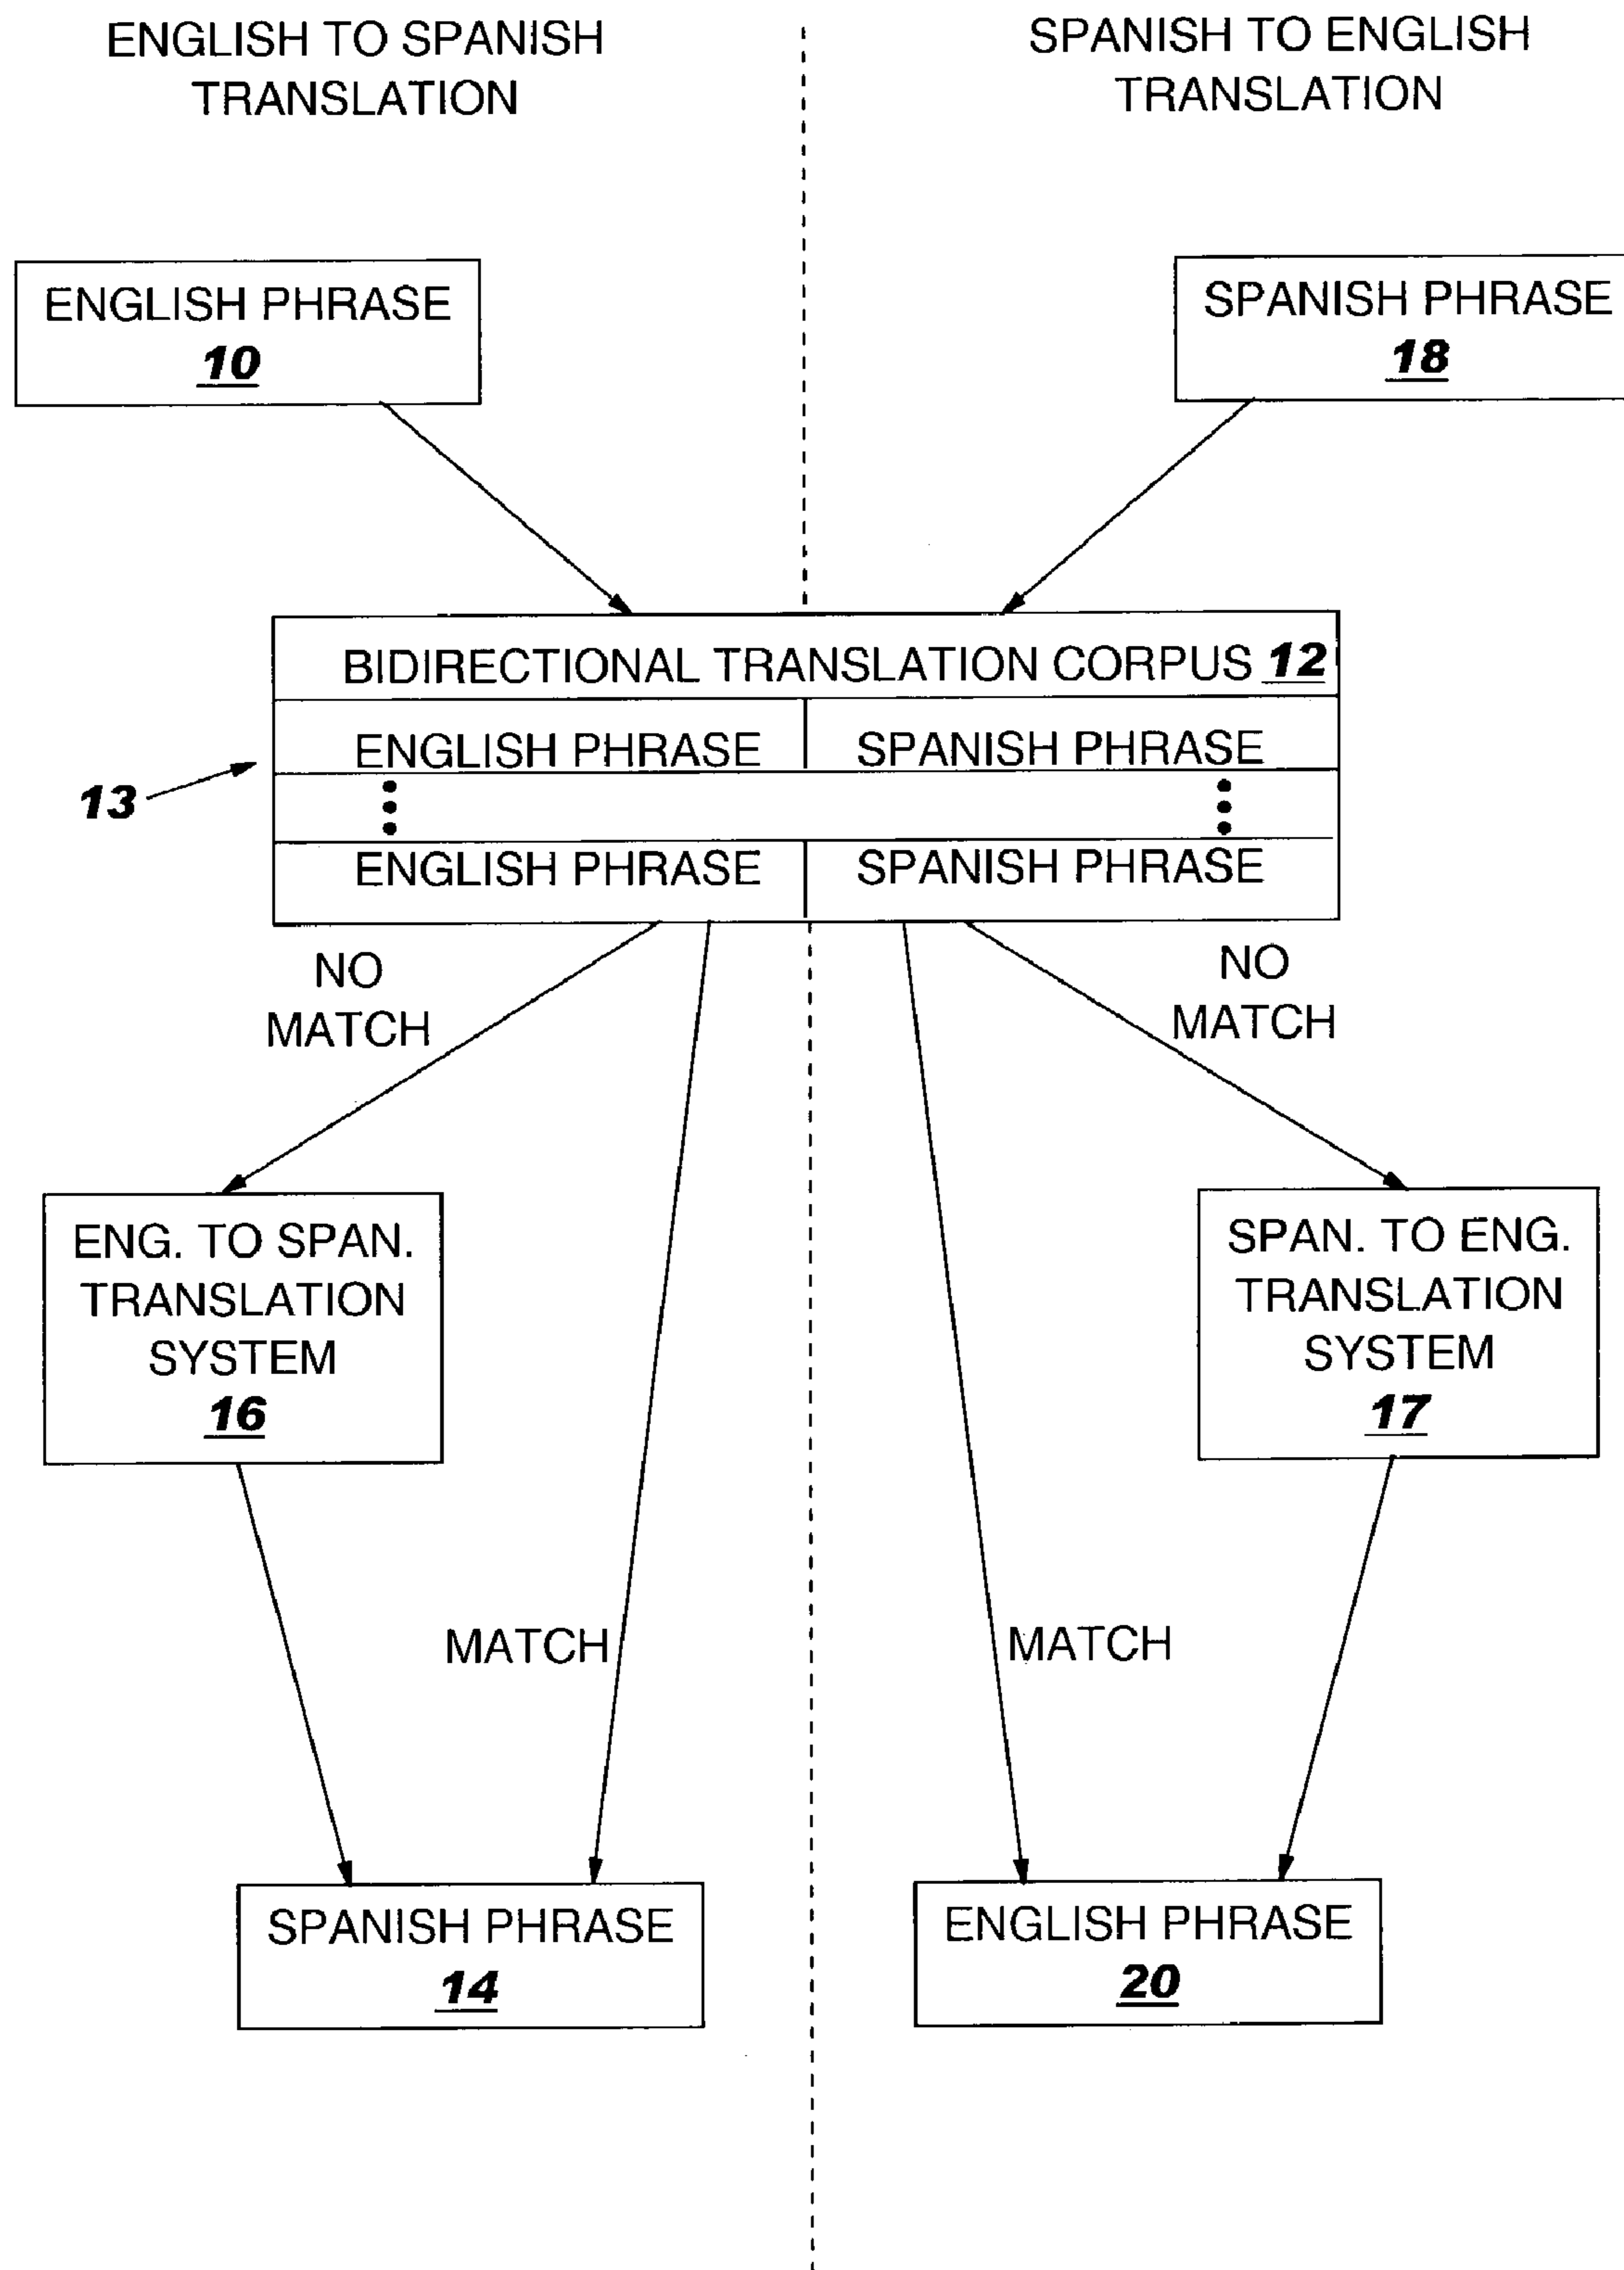 ENGLISH TO SPANISH
TRANSLATION
SPANISH TO ENGLISH
TRANSLATION
ENGLISH PHRASE
10
SPANISH PHRASE
18
BIDIRECTIONAL TRANSLATION CORPUS 12
ENGLISH PHRASE SPANISH PHRASE
13
ENGLISH PHRASE SPANISH PHRASE
NO
MATCH
NO
MATCH
ENG. TO SPAN.
TRANSLATION
SYSTEM
16
SPAN. TO ENG.
TRANSLATION
SYSTEM
17
MATCH
MATCH
SPANISH PHRASE
14
ENGLISH PHRASE
20